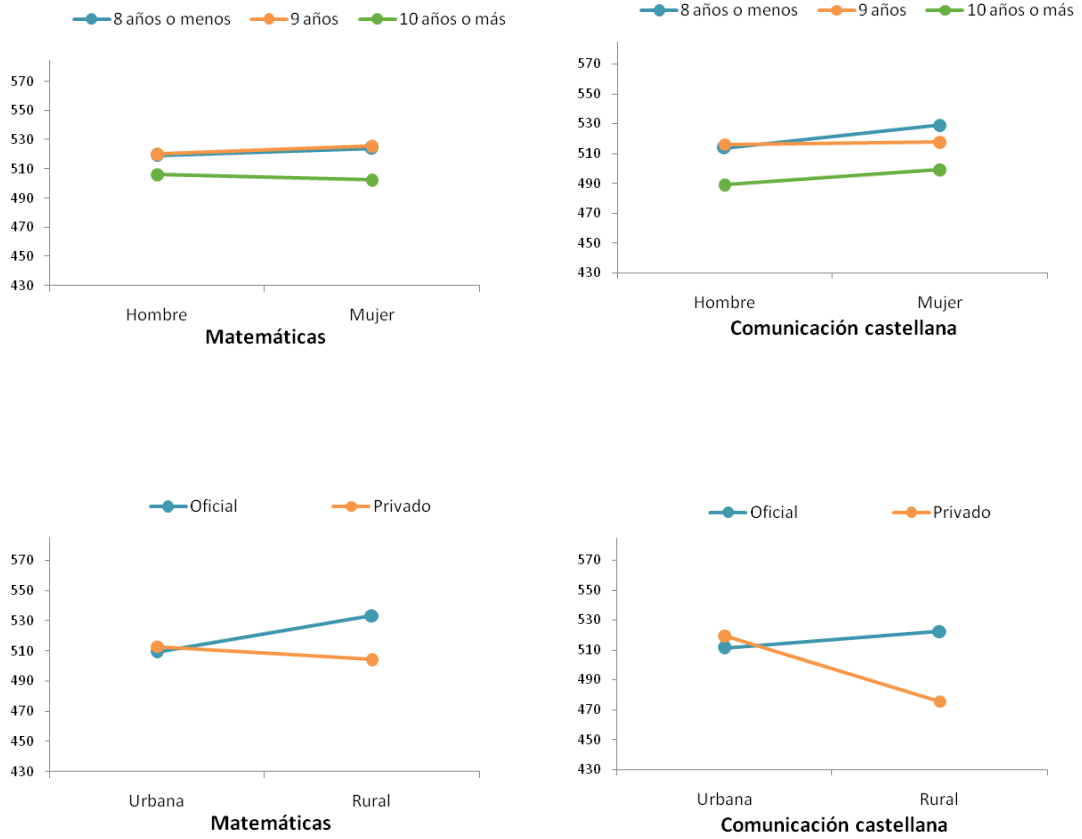 8 años o menos 9 años 10 años o más
570
550
530
510
490
470
450
430
Hombre Mujer
Matemáticas
8 años o menos 9 años 10 años o más
570
550
530
510
490
470
450
430
Hombre Mujer
Comunicación castellana
Oficial Privado
570
550
530
510
490
470
450
430
Urbana Rural
Matemáticas
Oficial Privado
570
550
530
510
490
470
450
430
Urbana Rural
Comunicación castellana